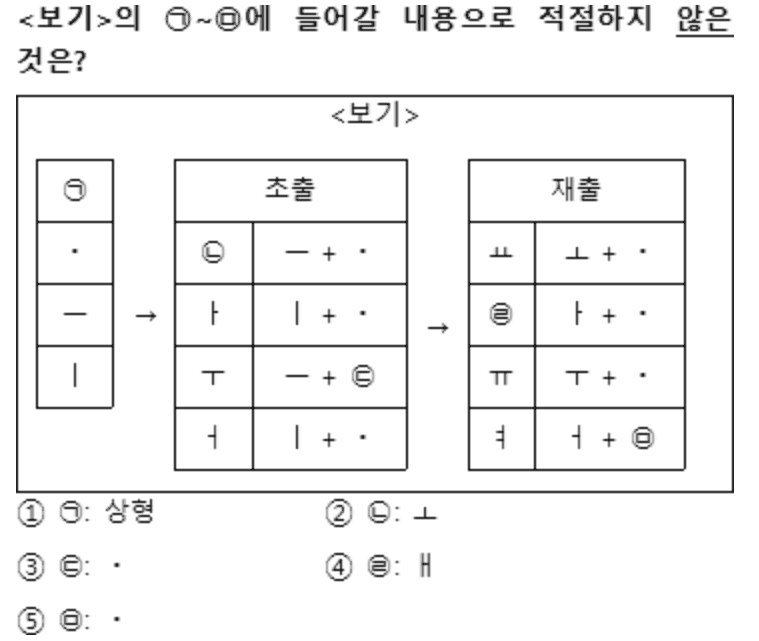 <보기>의 ㉠~㉤에 들어갈 내용으로 적절하지 않은
것은?
<보기>
㉠ 초출 재출
· ㉡ ㅡ + · ㅛ ㅗ + ·
ㅡ → ㅏ ㅣ + · → ㉣ ㅏ + ·
ㅣ ㅜ ㅡ + ㉢ ㅠ ㅜ + ·
ㅓ ㅣ + · ㅕ ㅓ + ㉤
① ㉠: 상형 ② ㉡: ㅗ
③ ㉢: · ④ ㉣: ㅐ
⑤ ㉤: ·